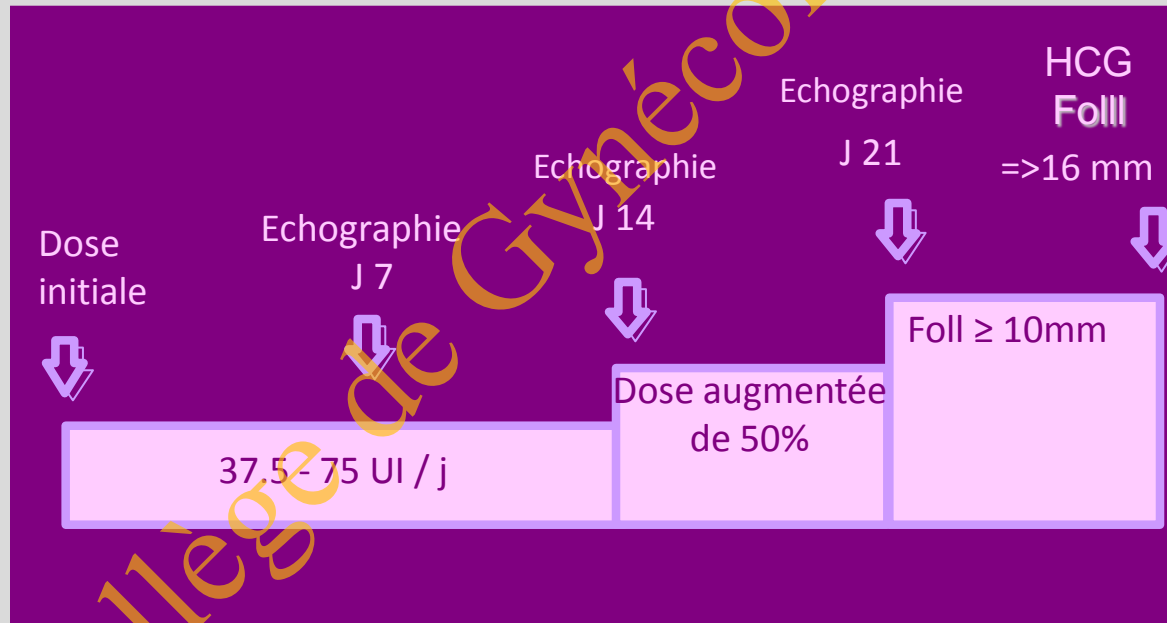 Dose
initiale
Echographie
J 7
Echographie
J 14
Echographie
J 21
HCG
Folll
=>16 mm
37.5 - 75 UI / j
Dose augmentée
de 50%
Foll ≥ 10mm
llège de Gynéco